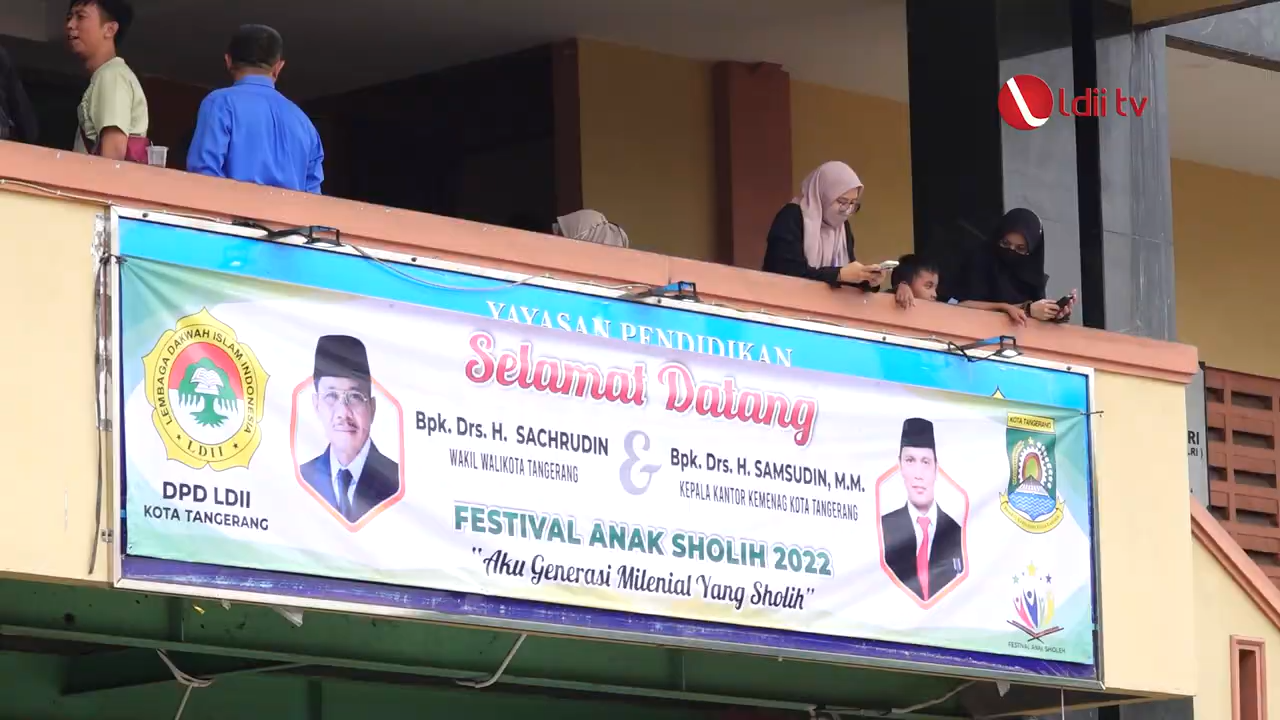 ldii tv
YAYASAN PENDIDIKAN
Selamat Datang
LEMBAGA DAKWAH ISLAM INDONESIA
LDII
DPD LDII
KOTA TANGERANG
Bpk. Drs. H. SACHRUDIN
WAKIL WALIKOTA TANGERANG
&
Bpk. Drs. H. SAMSUDIN, M.M.
KEPALA KANTOR KEMENAG KOTA TANGERANG
FESTIVAL ANAK SHOLIH 2022
"Aku Generasi Milenial Yang Sholih"
KOTA TANGERANG
FESTIVAL ANAK SHOLEH